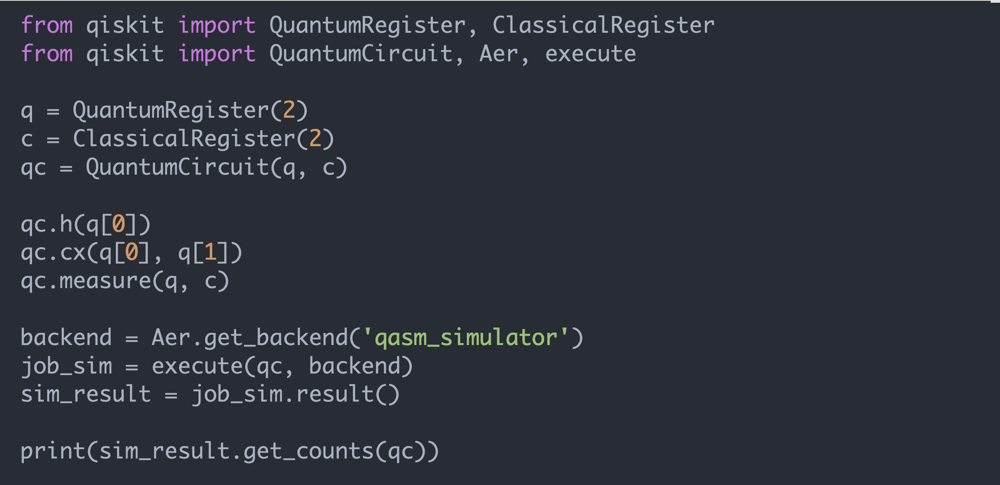 from qiskit import QuantumRegister, ClassicalRegister
from qiskit import QuantumCircuit, Aer, execute
q = QuantumRegister(2)
c = ClassicalRegister(2)
qc = QuantumCircuit(q, c)
qc.h(q[0])
qc.cx(q[0], q[1])
qc.measure(q, c)
backend = Aer.get_backend('qasm_simulator')
job_sim = execute(qc, backend)
sim_result = job_sim.result()
print(sim_result.get_counts(qc))